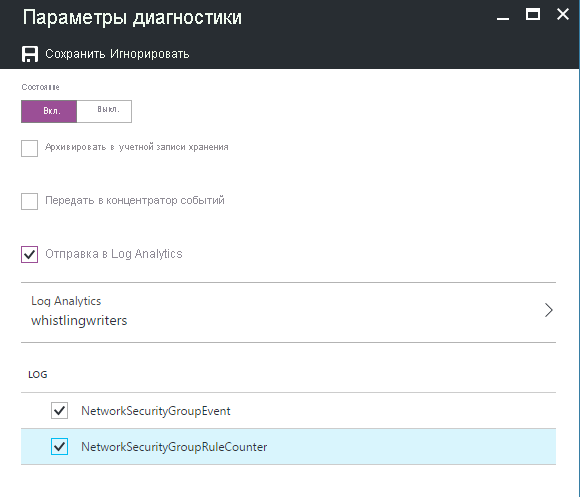 Параметры диагностики
Сохранить Игнорировать
Состояние
Вкл. Выкл.
Архивировать в учетной записи хранения
Передать в концентратор событий
Отправка в Log Analytics
Log Analytics
whistlingwriters
LOG
NetworkSecurityGroupEvent
NetworkSecurityGroupRuleCounter